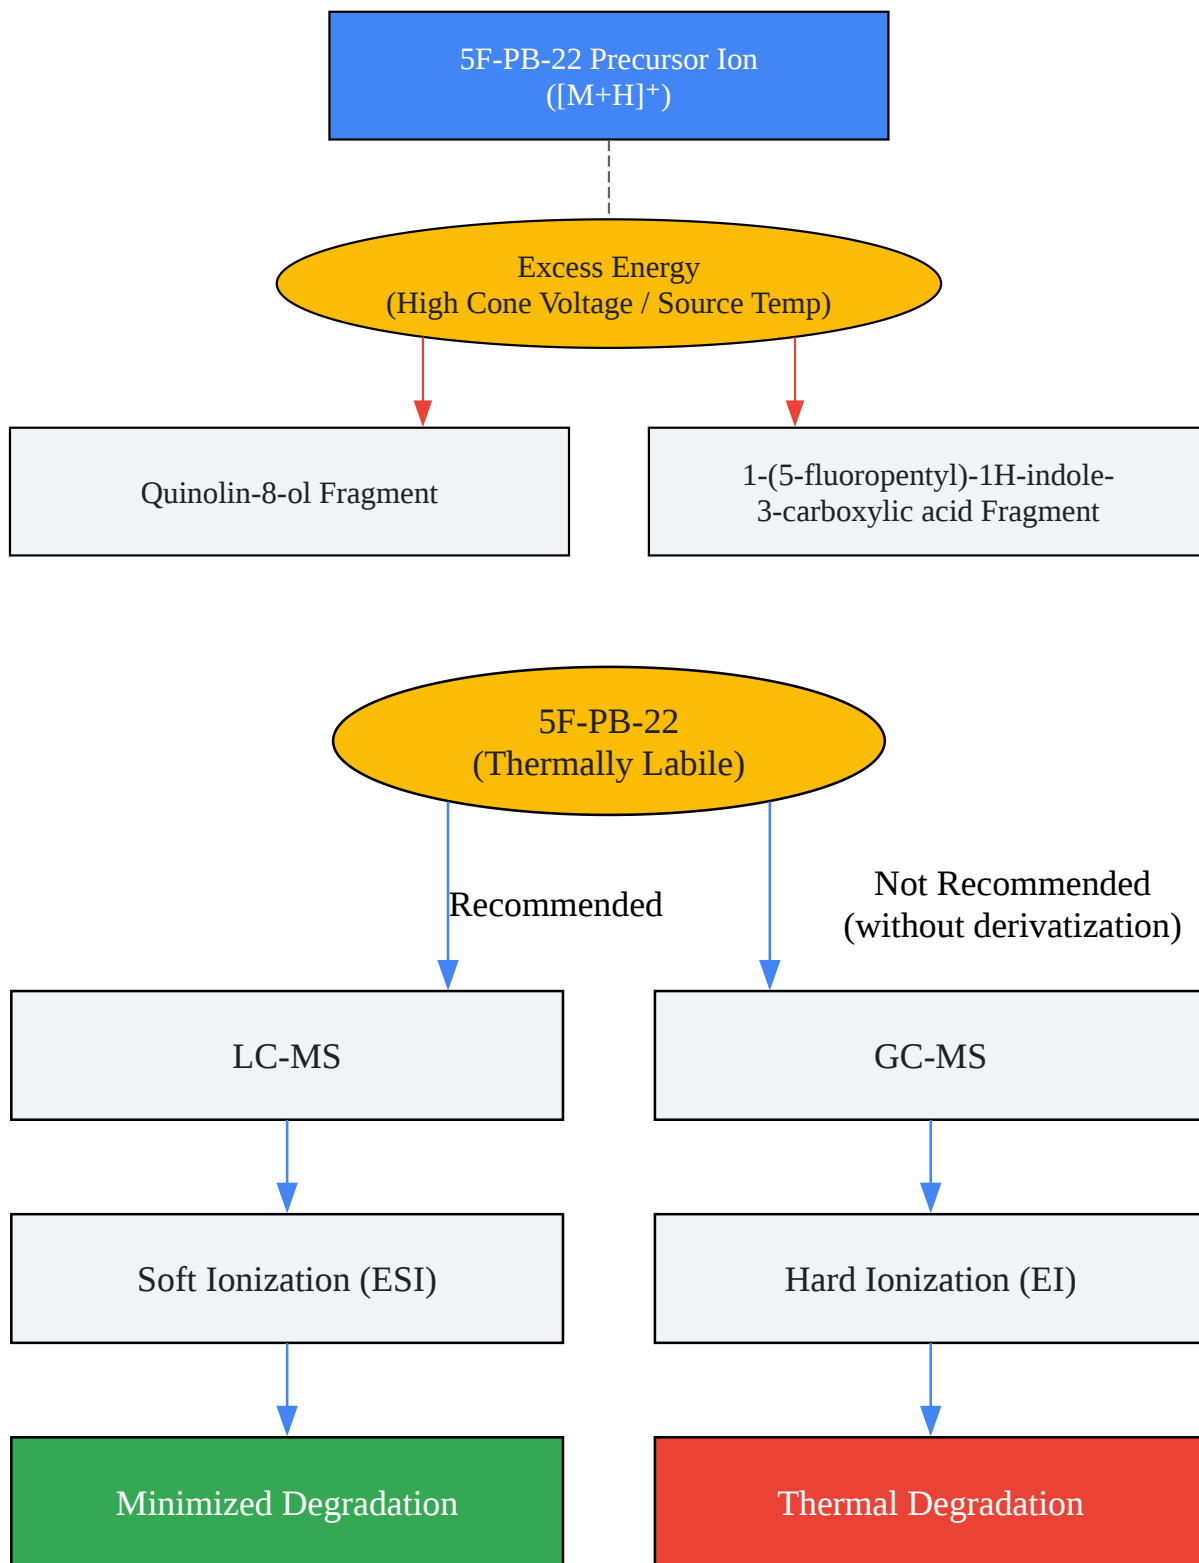 5F-PB-22 Precursor Ion
([M+H]⁺)
Excess Energy
(High Cone Voltage / Source Temp)
Quinolin-8-ol Fragment
1-(5-fluoropentyl)-1H-indole-
3-carboxylic acid Fragment
5F-PB-22
(Thermally Labile)
Recommended
Not Recommended
(without derivatization)
LC-MS
GC-MS
Soft Ionization (ESI)
Hard Ionization (EI)
Minimized Degradation
Thermal Degradation